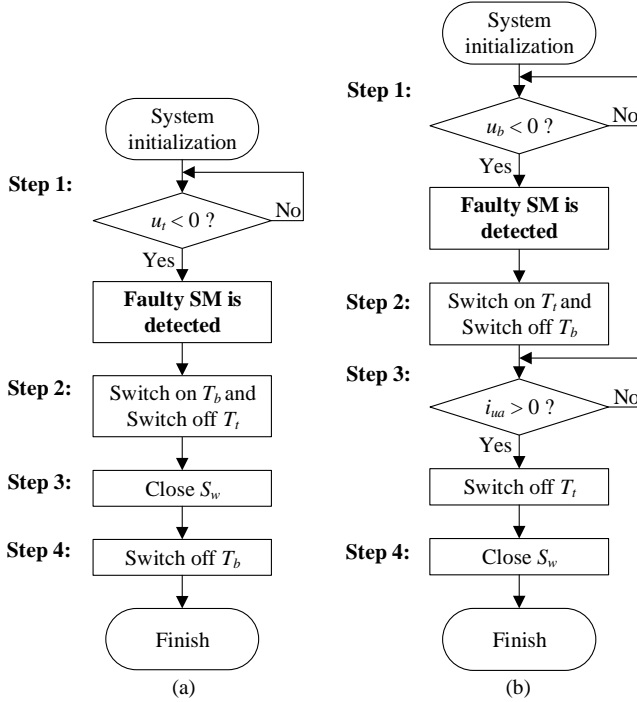 System
initialization
Step 1:
u_t < 0 ?
No
Yes
Faulty SM is
detected
Step 2:
Switch on T_b and
Switch off T_t
Step 3:
Close S_w
Step 4:
Switch off T_b
Finish
(a)
System
initialization
Step 1:
u_b < 0 ?
No
Yes
Faulty SM is
detected
Step 2:
Switch on T_t and
Switch off T_b
Step 3:
i_ua > 0 ?
No
Yes
Switch off T_t
Step 4:
Close S_w
Finish
(b)